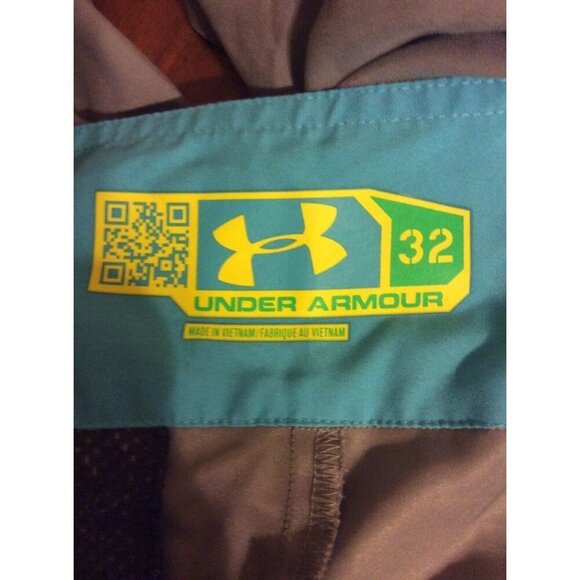 32
UNDER ARMOUR
MADE IN VIETNAM/FABRIQUE AU VIETNAM